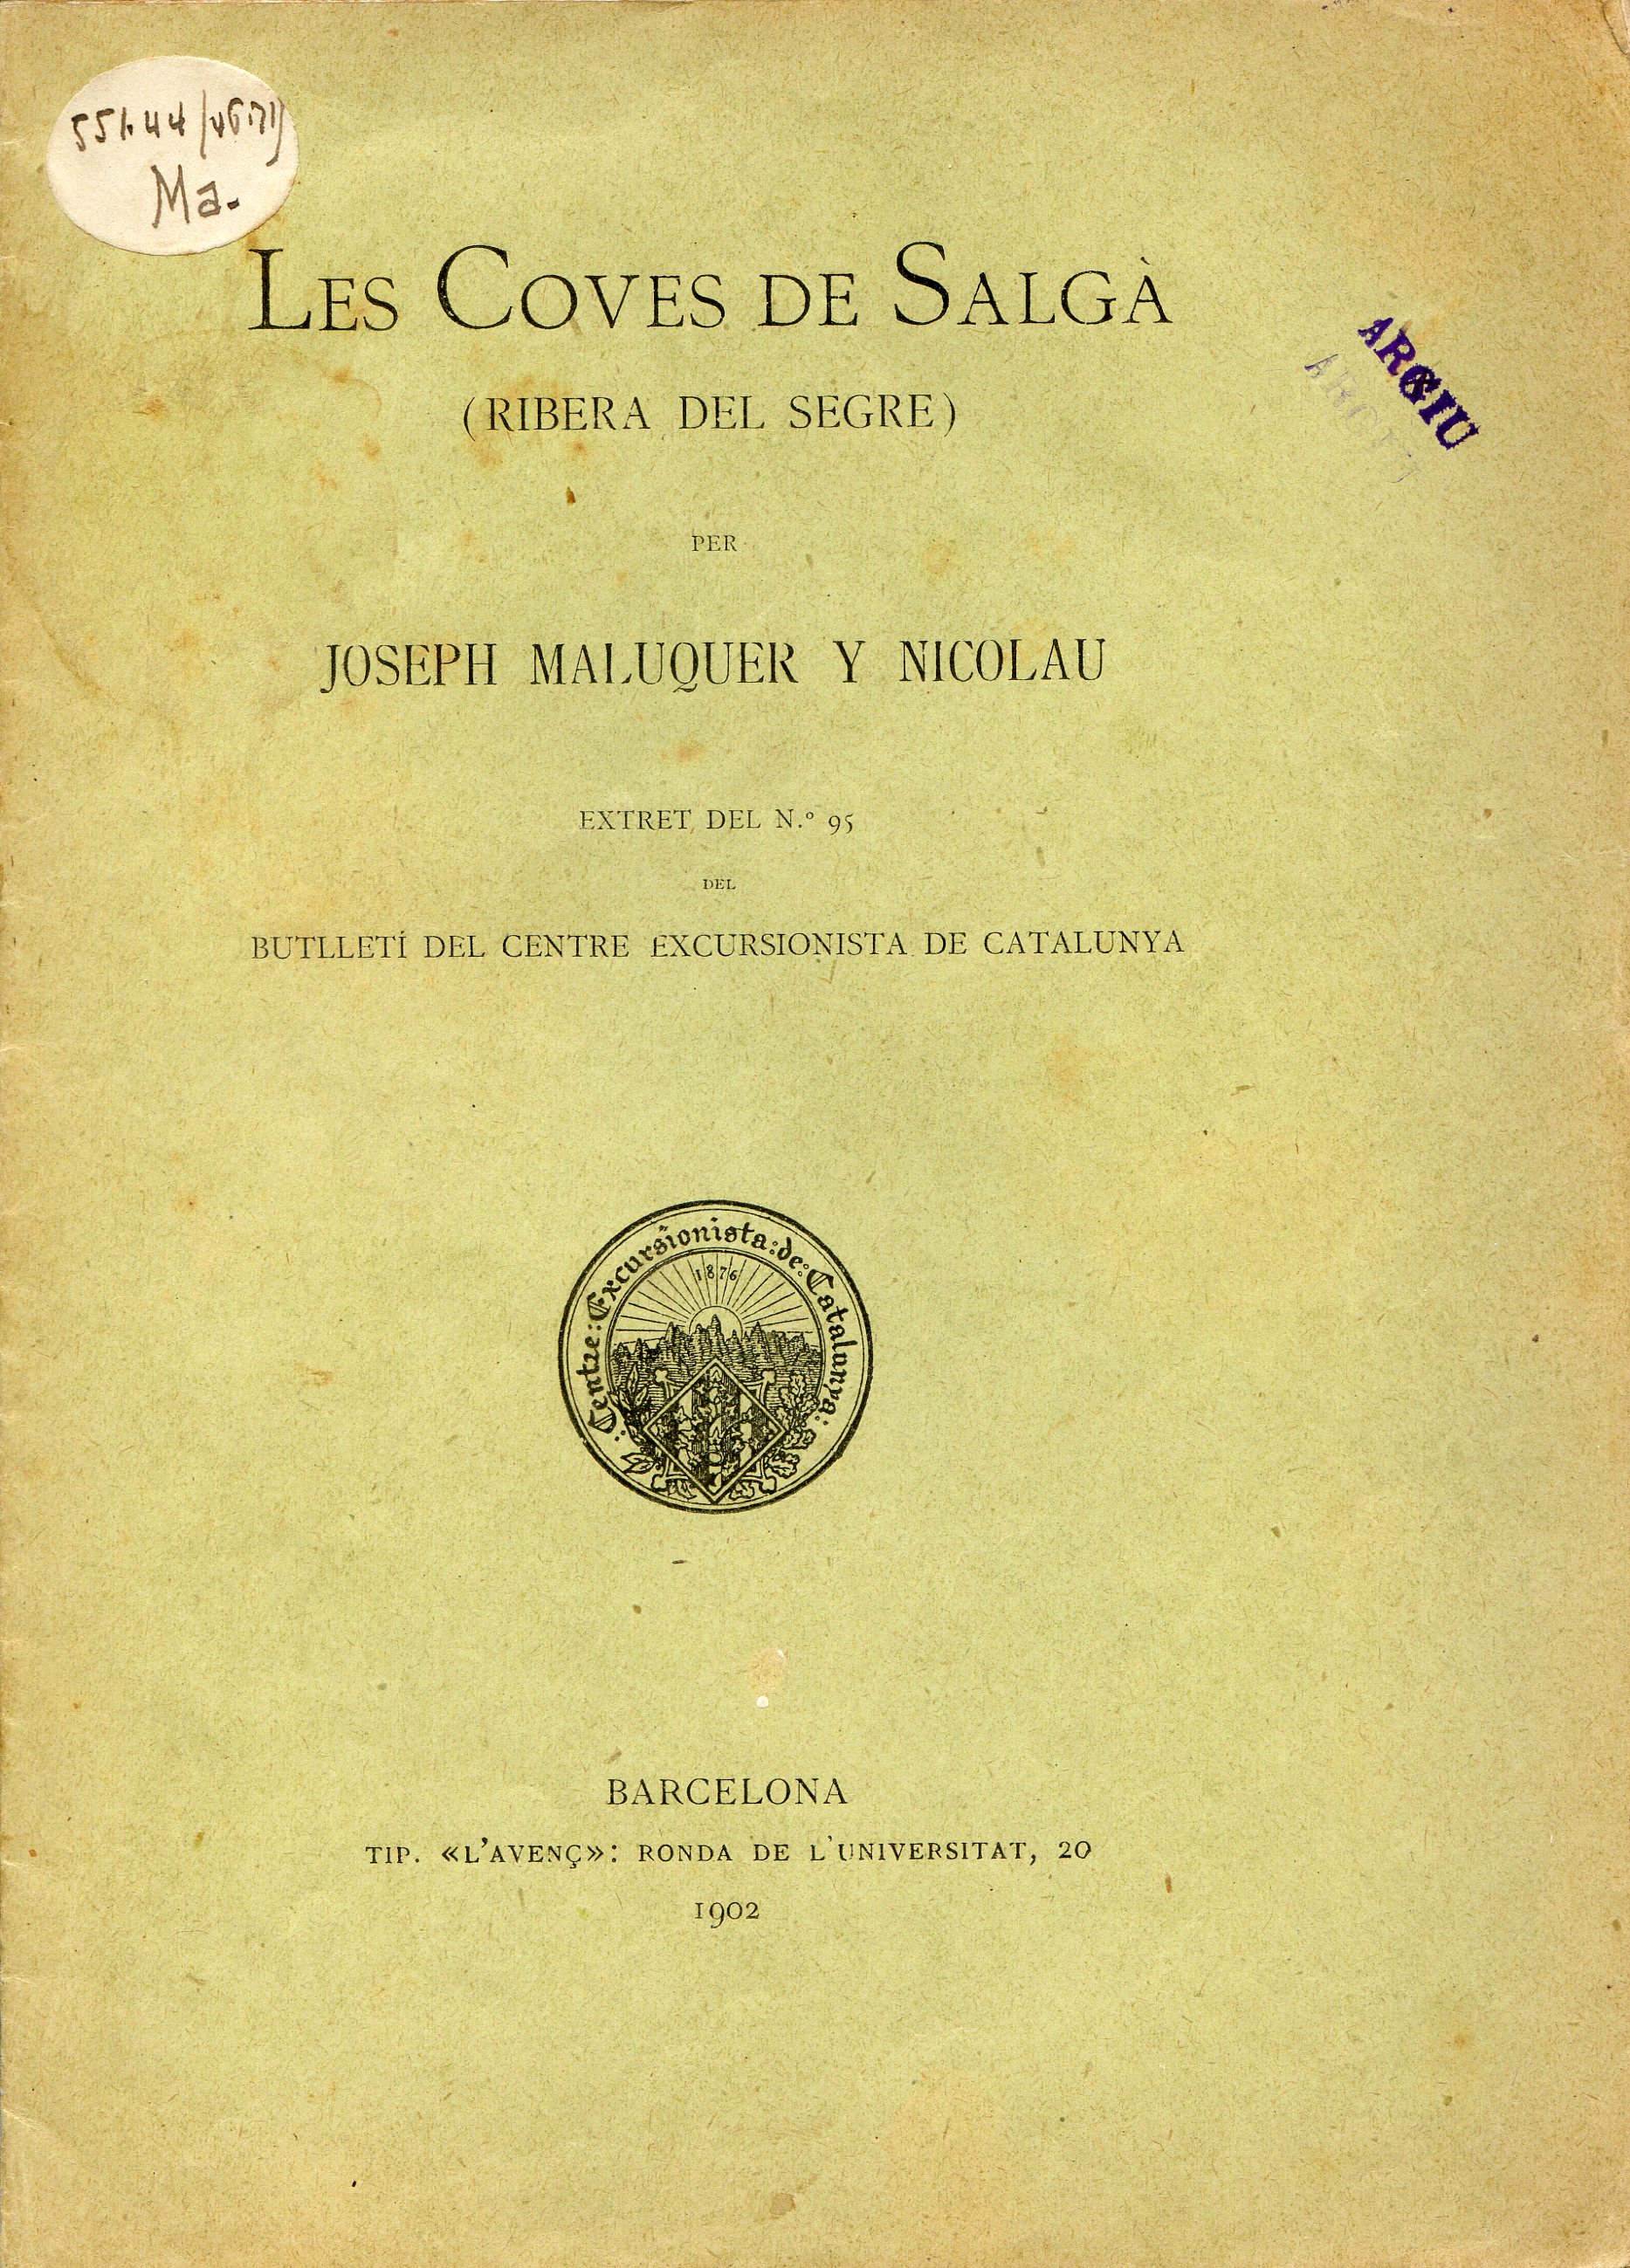 551.44 (46.71)
Ma.
LES COVES DE SALGÀ
(RIBERA DEL SEGRE)
ARXIU
PER
JOSEPH MALUQUER Y NICOLAU
EXTRET DEL N.º 95
DEL
BUTLLETÍ DEL CENTRE EXCURSIONISTA DE CATALUNYA
:Centre:Excursionista:de:Catalunya:
1876
BARCELONA
TIP. «L'AVENÇ»: RONDA DE L'UNIVERSITAT, 20
1902